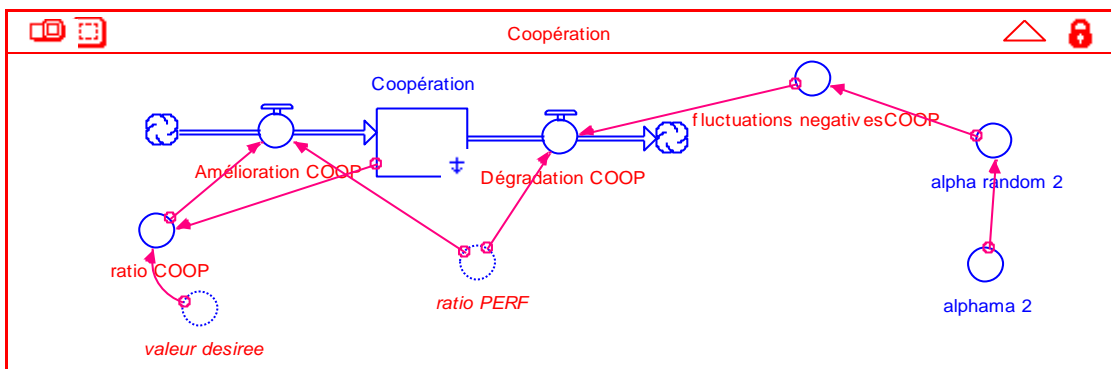 Coopération
Coopération
fluctuations negativesCOOP
Amélioration COOP
Dégradation COOP
alpha random 2
ratio COOP
ratio PERF
alphama 2
valeur desiree